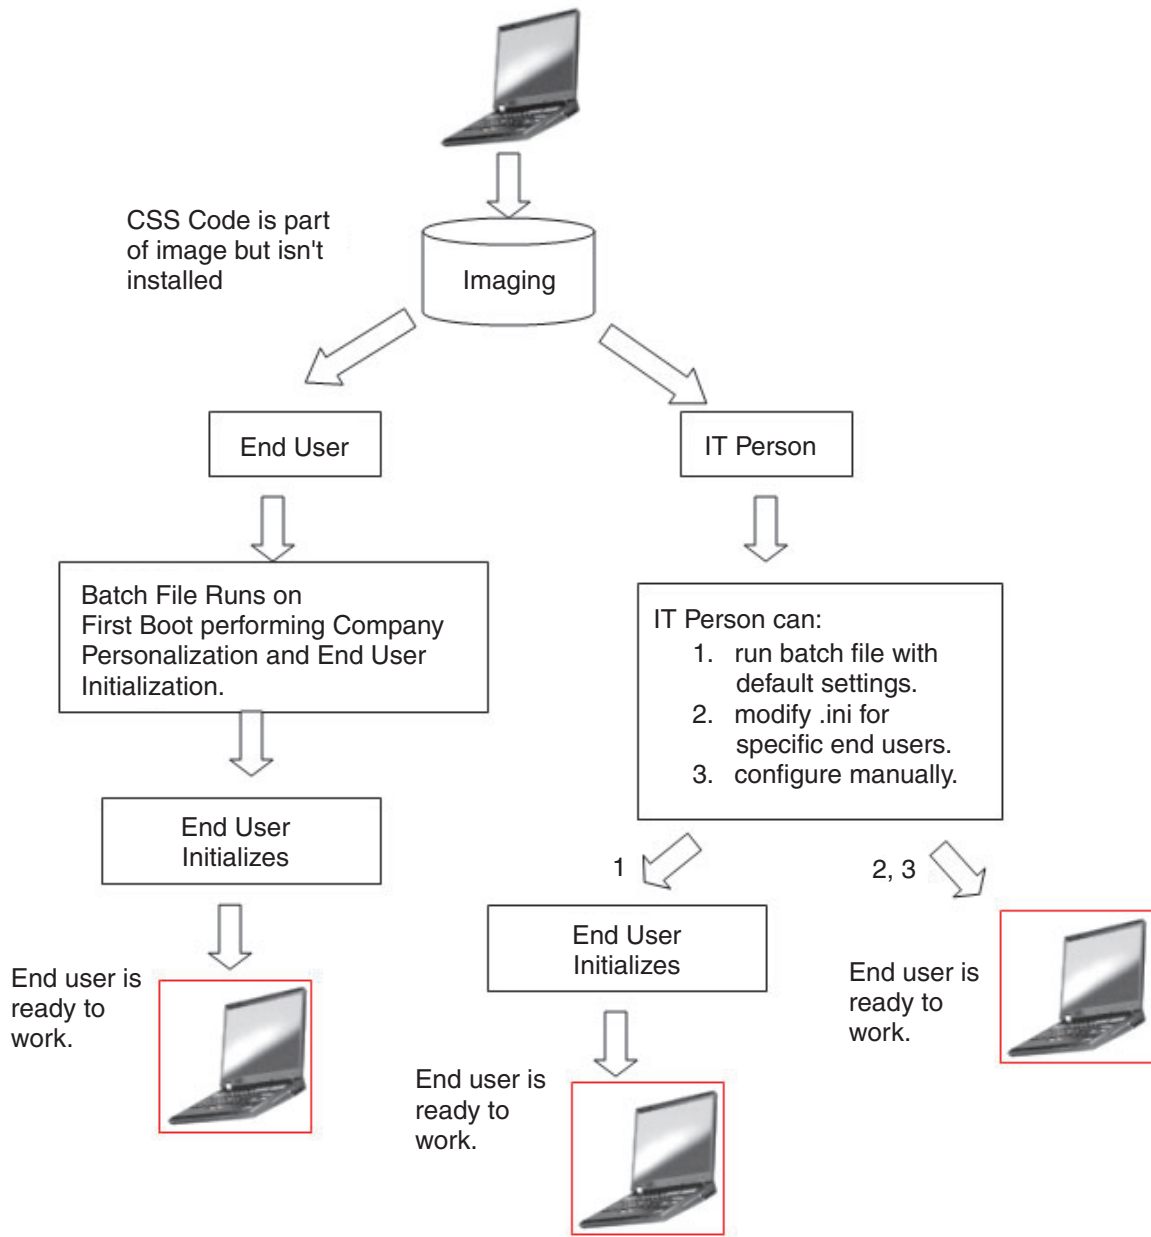 CSS Code is part
of image but isn't
installed
Imaging
End User
IT Person
Batch File Runs on
First Boot performing Company
Personalization and End User
Initialization.
IT Person can:
1. run batch file with
default settings.
2. modify .ini for
specific end users.
3. configure manually.
End User
Initializes
1
2, 3
End User
Initializes
End user is
ready to
work.
End user is
ready to
work.
End user is
ready to
work.